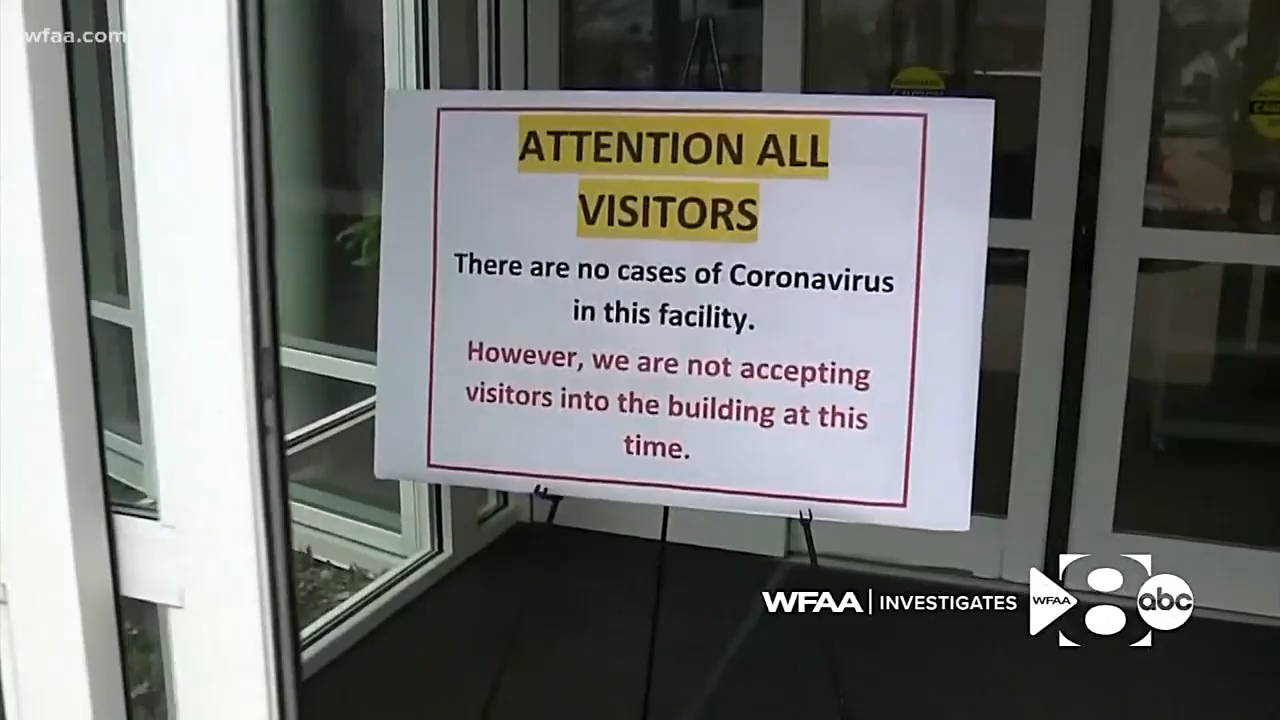 wfaa.com
ATTENTION ALL
VISITORS
There are no cases of Coronavirus
in this facility.
However, we are not accepting
visitors into the building at this
time.
WFAA | INVESTIGATES
WFAA
8
abc